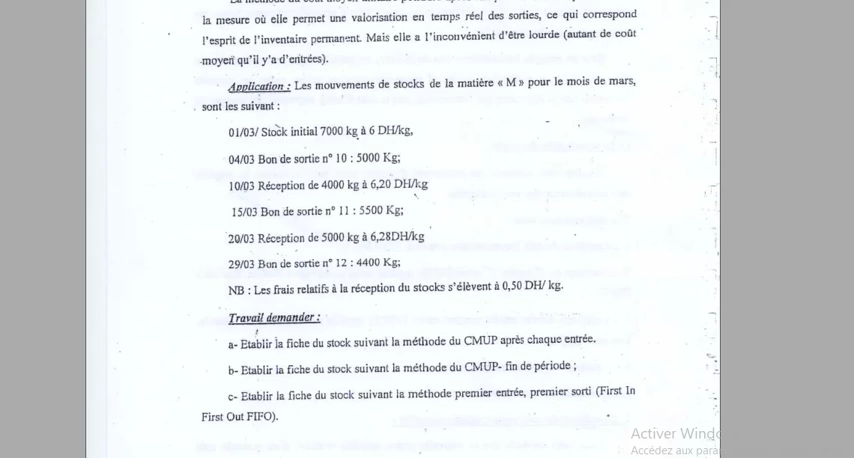 la mesure où elle permet une valorisation en temps réel des sorties, ce qui correspond
l'esprit de l'inventaire permanent. Mais elle a l'inconvénient d'être lourde (autant de coût
moyen qu'il y'a d'entrées).
Application : Les mouvements de stocks de la matière « M » pour le mois de mars,
sont les suivant :
01/03/ Stock initial 7000 kg à 6 DH/kg,
04/03 Bon de sortie n° 10 : 5000 Kg;
10/03 Réception de 4000 kg à 6,20 DH/kg
15/03 Bon de sortie n° 11 : 5500 Kg;
20/03 Réception de 5000 kg à 6,28DH/kg
29/03 Bon de sortie n° 12 : 4400 Kg;
NB : Les frais relatifs à la réception du stocks s'élèvent à 0,50 DH/ kg.
Travail demander :
a- Etablir la fiche du stock suivant la méthode du CMUP après chaque entrée.
b- Etablir la fiche du stock suivant la méthode du CMUP- fin de période ;
c- Etablir la fiche du stock suivant la méthode premier entrée, premier sorti (First In
First Out FIFO).
Activer Windo
Accédez aux para